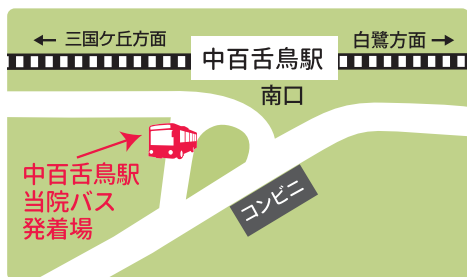 ← 三国ケ丘方面
白鷺方面 →
中百舌鳥駅
南口
中百舌鳥駅
当院バス
発着場
コンビニ